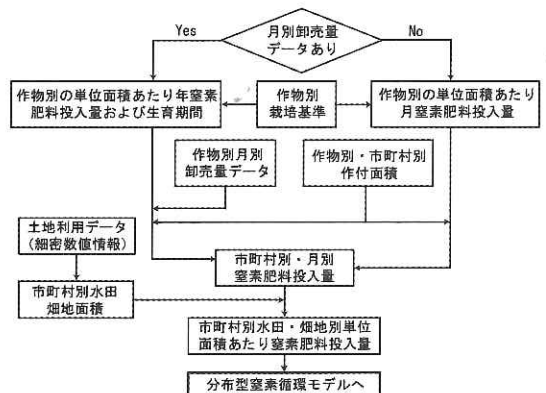 月別卸売量
データあり
Yes
No
作物別の単位面積あたり年窒素
肥料投入量および生育期間
作物別
栽培基準
作物別の単位面積あたり
月窒素肥料投入量
作物別月別
卸売量データ
作物別・市町村別
作付面積
土地利用データ
(細密数値情報)
市町村別・月別
窒素肥料投入量
市町村別水田
畑地面積
市町村別水田・畑地別単位
面積あたり窒素肥料投入量
分布型窒素循環モデルへ